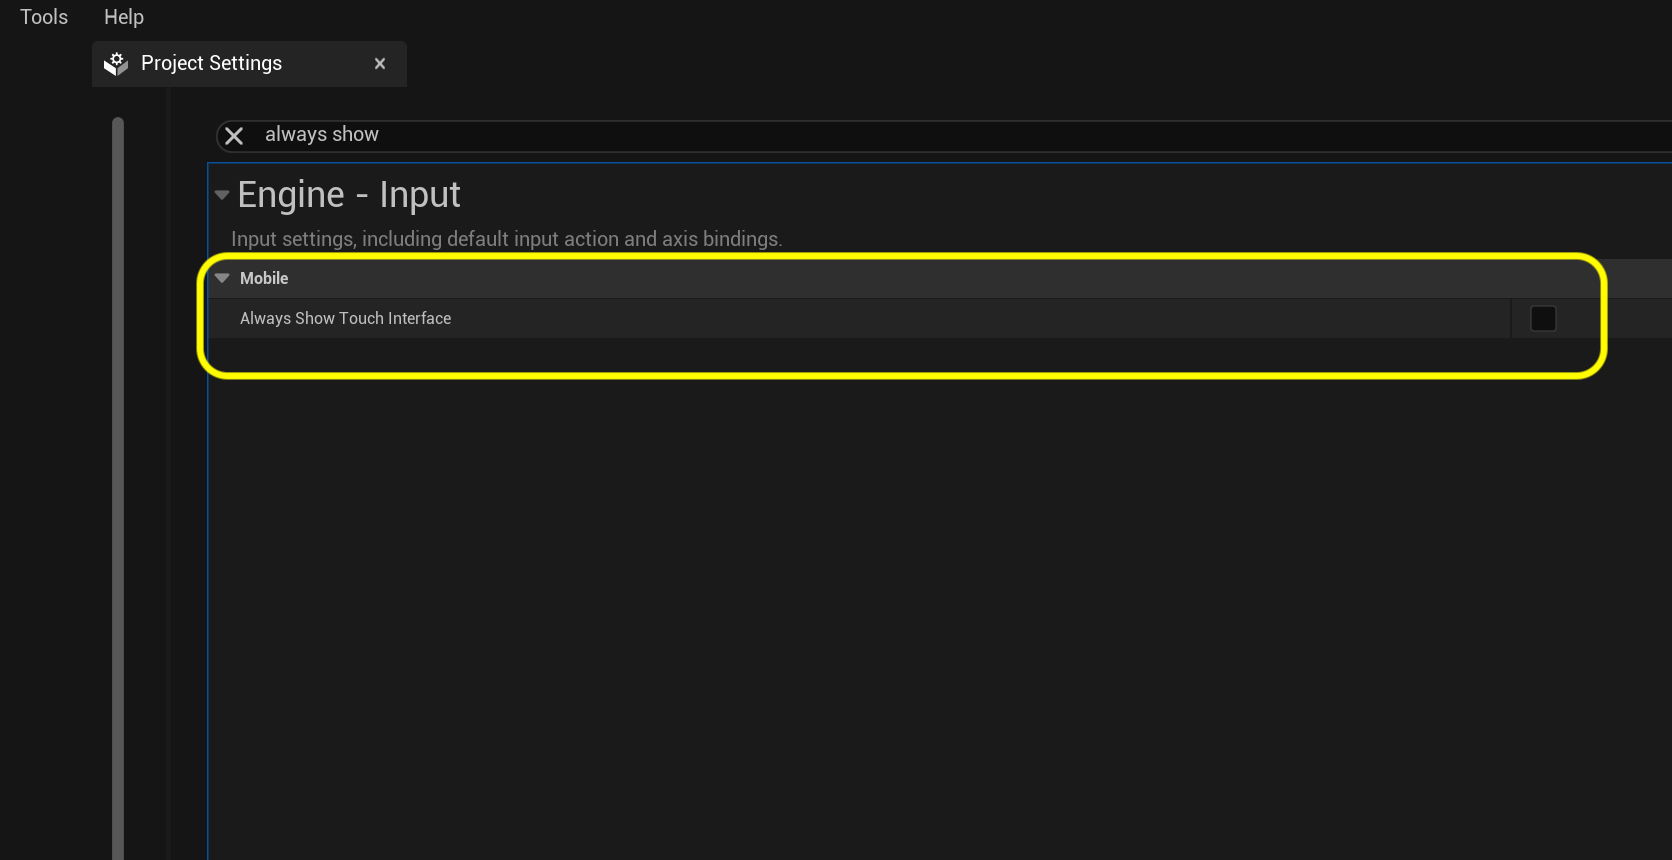 Tools Help
Project Settings
always show
Engine - Input
Input settings, including default input action and axis bindings.
Mobile
Always Show Touch Interface